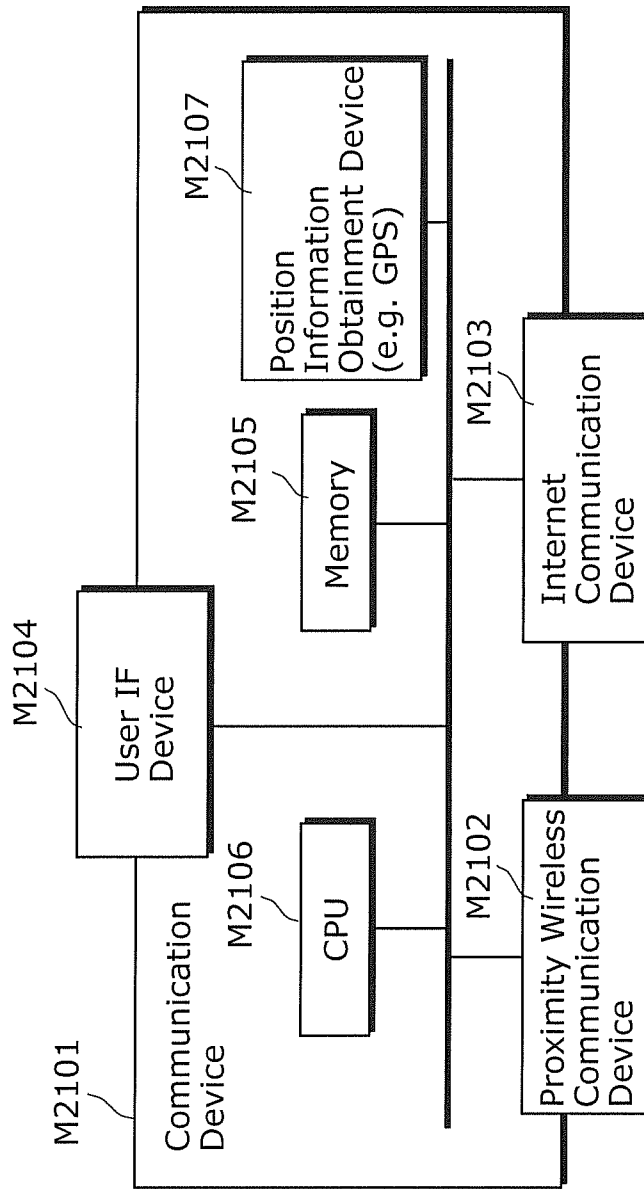 M2101
Communication
Device
M2104
User IF
Device
M2106
CPU
M2105
Memory
M2107
Position
Information
Obtainment Device
(e.g. GPS)
M2102
Proximity Wireless
Communication
Device
M2103
Internet
Communication
Device